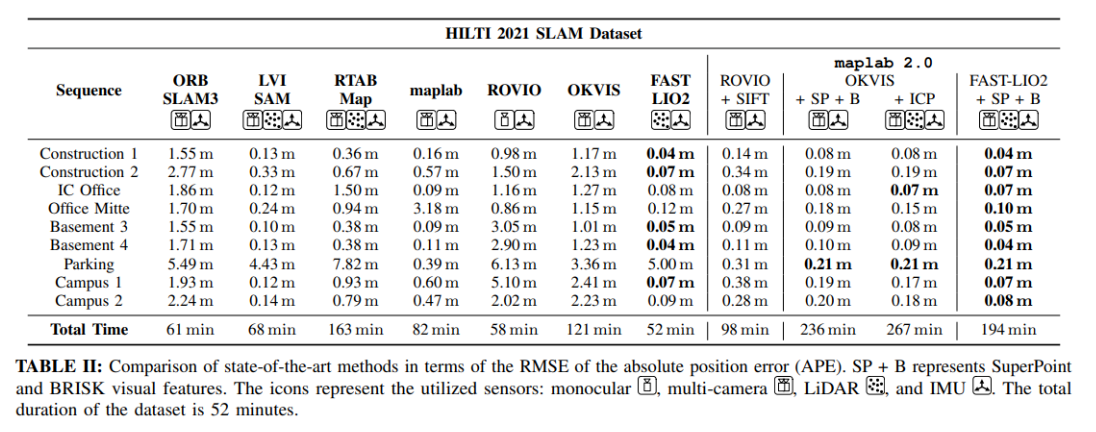 HILTI 2021 SLAM Dataset
maplab 2.0
Sequence ORB SLAM3 LVI SAM RTAB Map maplab ROVIO OKVIS FAST LIO2 ROVIO + SIFT OKVIS + SP + B + ICP FAST-LIO2 + SP + B
Construction 1 1.55 m 0.13 m 0.36 m 0.16 m 0.98 m 1.17 m 0.04 m 0.14 m 0.08 m 0.08 m 0.04 m
Construction 2 2.77 m 0.33 m 0.67 m 0.57 m 1.50 m 2.13 m 0.07 m 0.34 m 0.19 m 0.19 m 0.07 m
IC Office 1.86 m 0.12 m 1.50 m 0.09 m 1.16 m 1.27 m 0.08 m 0.08 m 0.08 m 0.07 m 0.07 m
Office Mitte 1.70 m 0.24 m 0.94 m 3.18 m 0.86 m 1.15 m 0.12 m 0.27 m 0.18 m 0.15 m 0.10 m
Basement 3 1.55 m 0.10 m 0.38 m 0.09 m 3.05 m 1.01 m 0.05 m 0.09 m 0.09 m 0.08 m 0.05 m
Basement 4 1.71 m 0.13 m 0.38 m 0.11 m 2.90 m 1.23 m 0.04 m 0.11 m 0.10 m 0.09 m 0.04 m
Parking 5.49 m 4.43 m 7.82 m 0.39 m 6.13 m 3.36 m 5.00 m 0.31 m 0.21 m 0.21 m 0.21 m
Campus 1 1.93 m 0.12 m 0.93 m 0.60 m 5.10 m 2.41 m 0.07 m 0.38 m 0.19 m 0.17 m 0.07 m
Campus 2 2.24 m 0.14 m 0.79 m 0.47 m 2.02 m 2.23 m 0.09 m 0.28 m 0.20 m 0.18 m 0.08 m
Total Time 61 min 68 min 163 min 82 min 58 min 121 min 52 min 98 min 236 min 267 min 194 min
TABLE II: Comparison of state-of-the-art methods in terms of the RMSE of the absolute position error (APE). SP + B represents SuperPoint
and BRISK visual features. The icons represent the utilized sensors: monocular , multi-camera , LiDAR , and IMU . The total
duration of the dataset is 52 minutes.